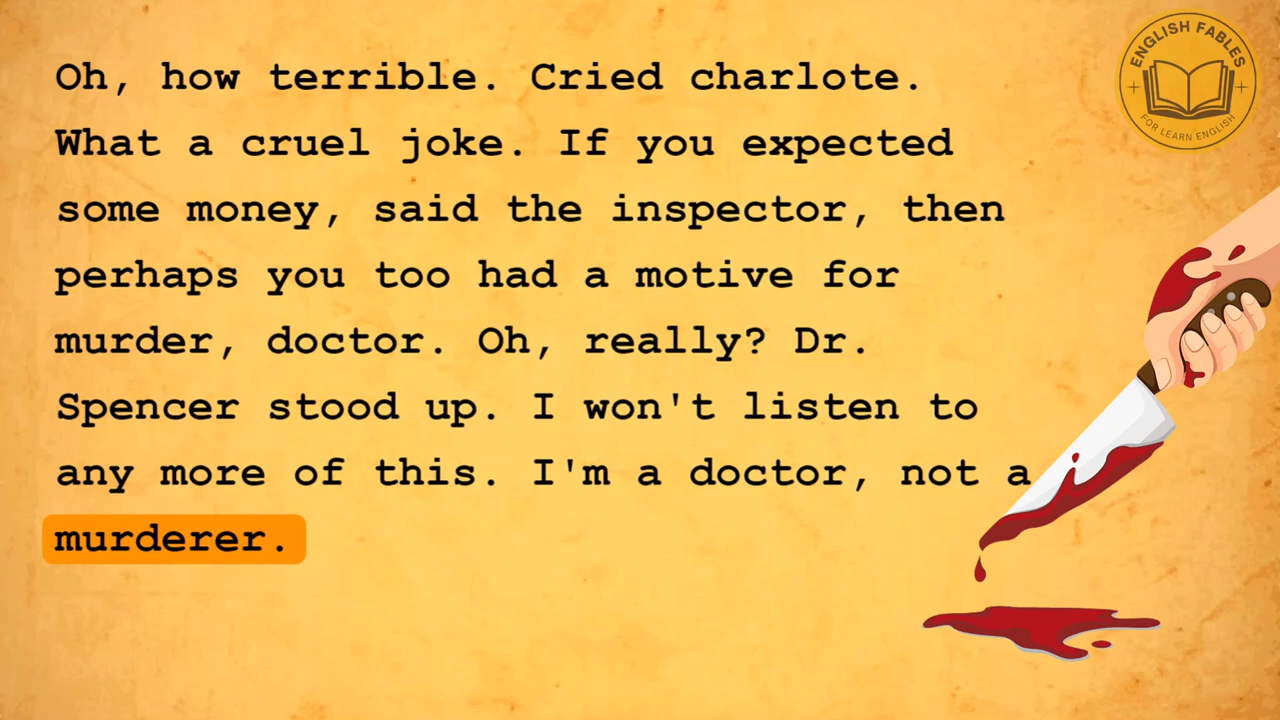 ENGLISH FABLES
FOR LEARN ENGLISH
Oh, how terrible. Cried charlote.
What a cruel joke. If you expected
some money, said the inspector, then
perhaps you too had a motive for
murder, doctor. Oh, really? Dr.
Spencer stood up. I won't listen to
any more of this. I'm a doctor, not a
murderer.